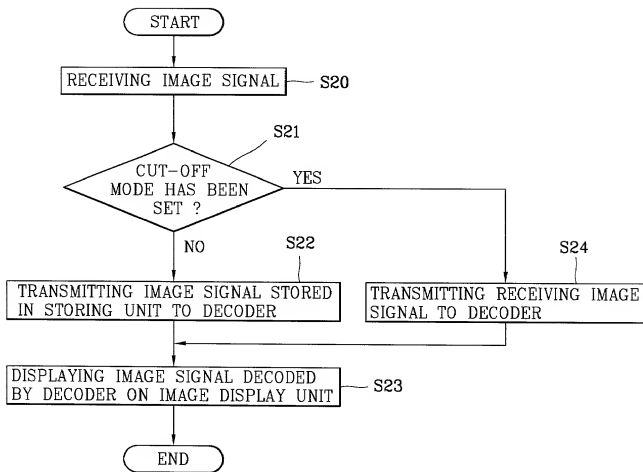 START
RECEIVING IMAGE SIGNAL
S20
S21
CUT-OFF
MODE HAS BEEN
SET ?
YES
NO
S22
S24
TRANSMITTING IMAGE SIGNAL STORED
IN STORING UNIT TO DECODER
TRANSMITTING RECEIVING IMAGE
SIGNAL TO DECODER
DISPLAYING IMAGE SIGNAL DECODED
BY DECODER ON IMAGE DISPLAY UNIT
S23
END